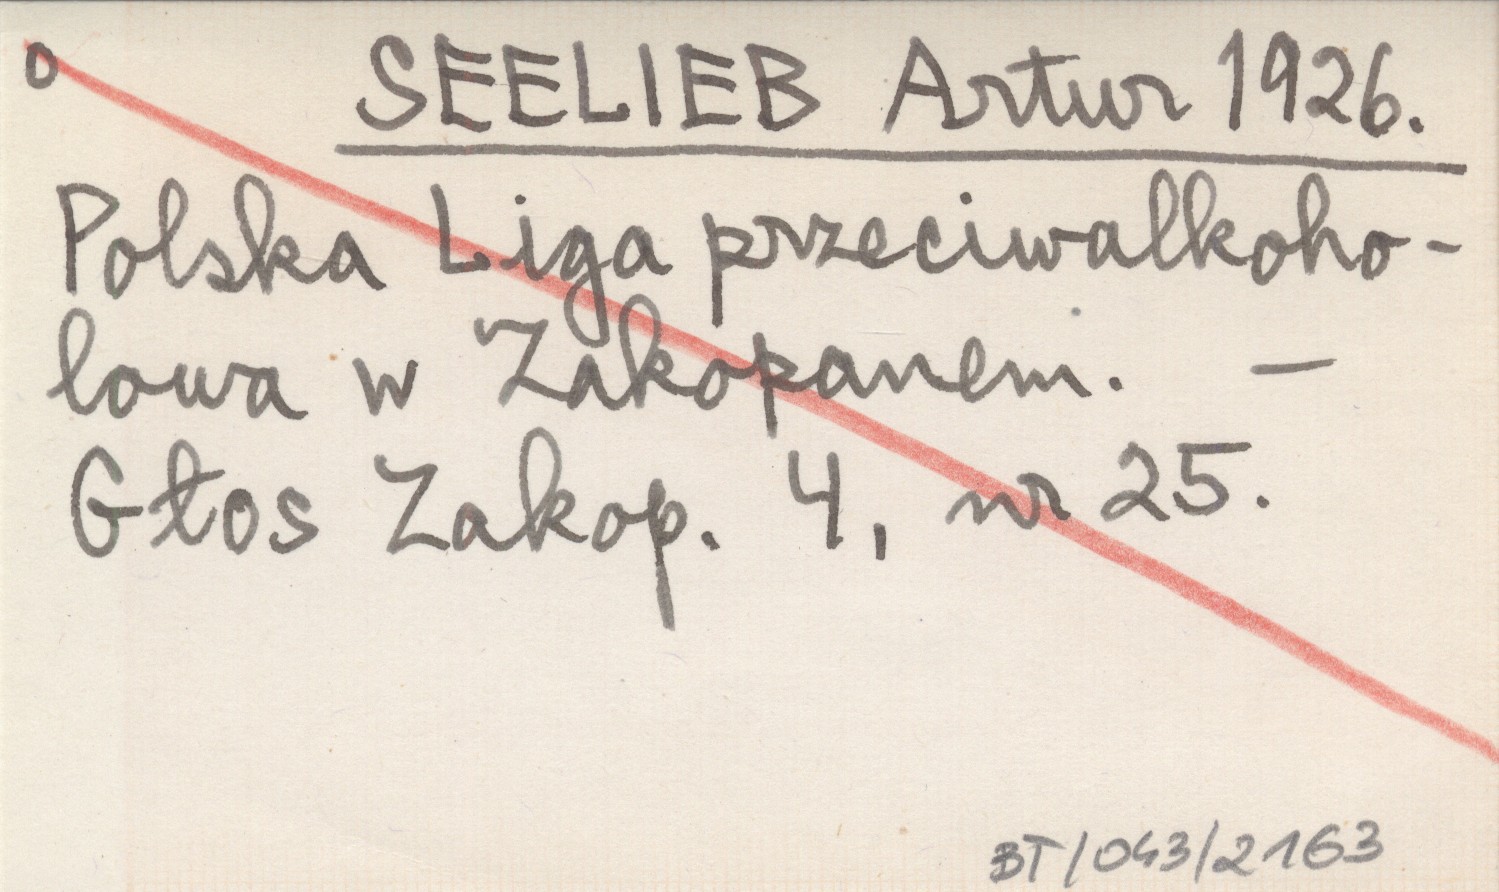 o SEELIEB Artur 1926.
Polska Liga przeciwalkoho-
lowa w Zakopanem. —
Głos Zakop. 4, nr 25.
BT/043/2163